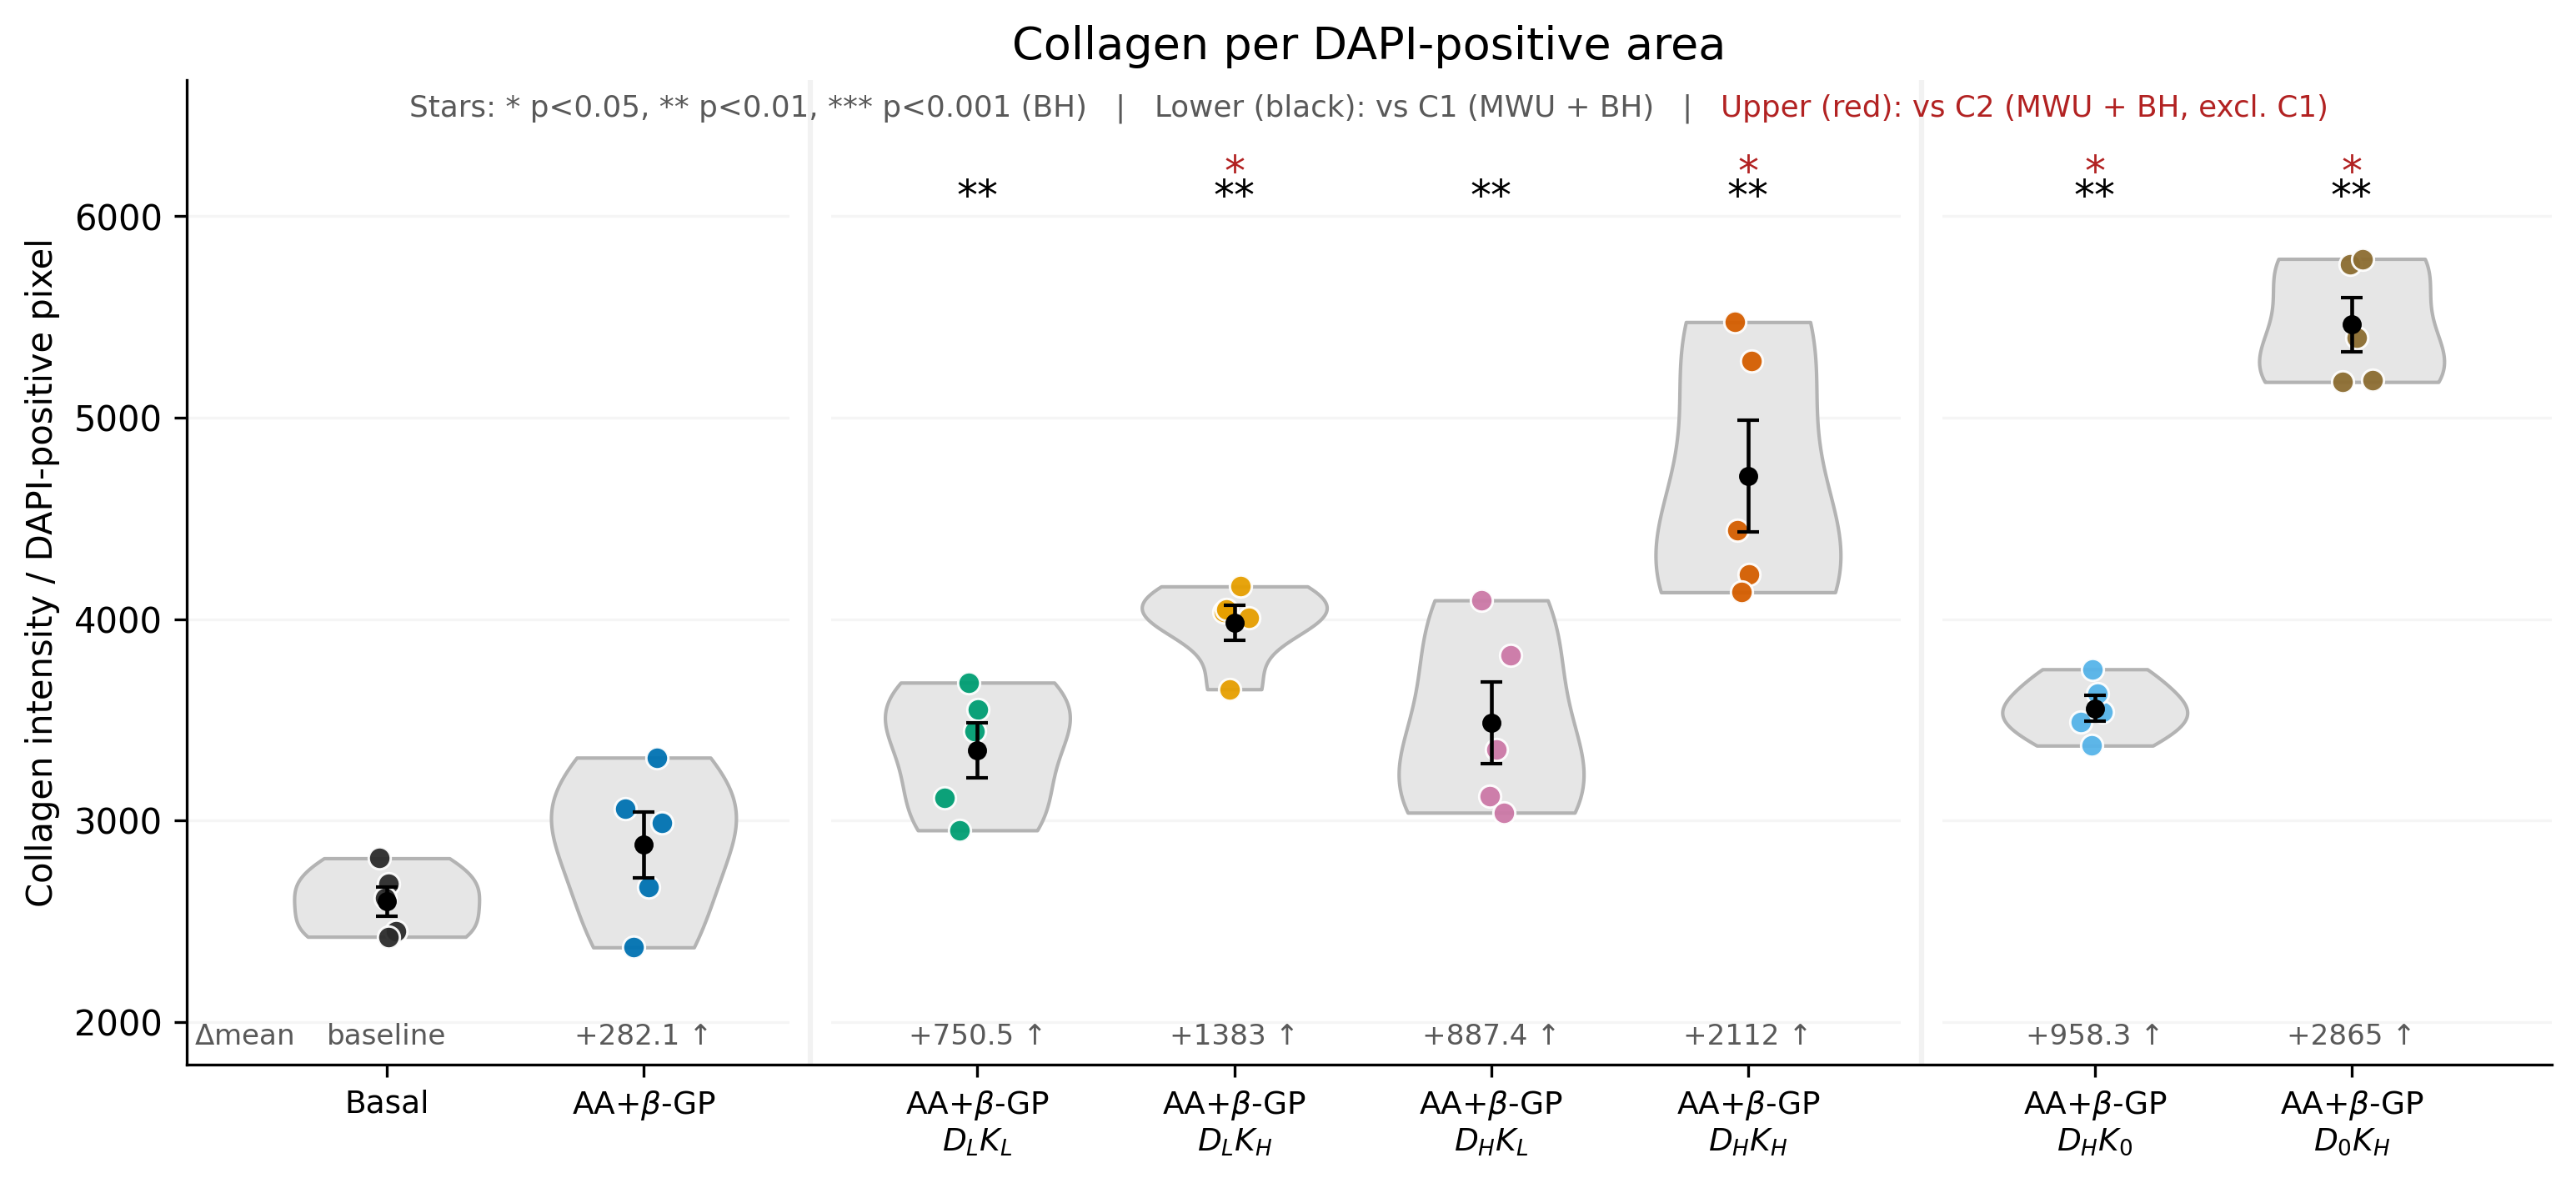 Collagen per DAPI-positive area
Stars: * p<0.05, ** p<0.01, *** p<0.001 (BH) | Lower (black): vs C1 (MWU + BH) | Upper (red): vs C2 (MWU + BH, excl. C1)
* * * *
** ** ** ** ** **
Collagen intensity / DAPI-positive pixel
6000
5000
4000
3000
2000
Δmean baseline +282.1 ↑ +750.5 ↑ +1383 ↑ +887.4 ↑ +2112 ↑ +958.3 ↑ +2865 ↑
Basal AA+β-GP AA+β-GP AA+β-GP AA+β-GP AA+β-GP AA+β-GP AA+β-GP
D_LK_L D_LK_H D_HK_L D_HK_H D_HK_0 D_0K_H